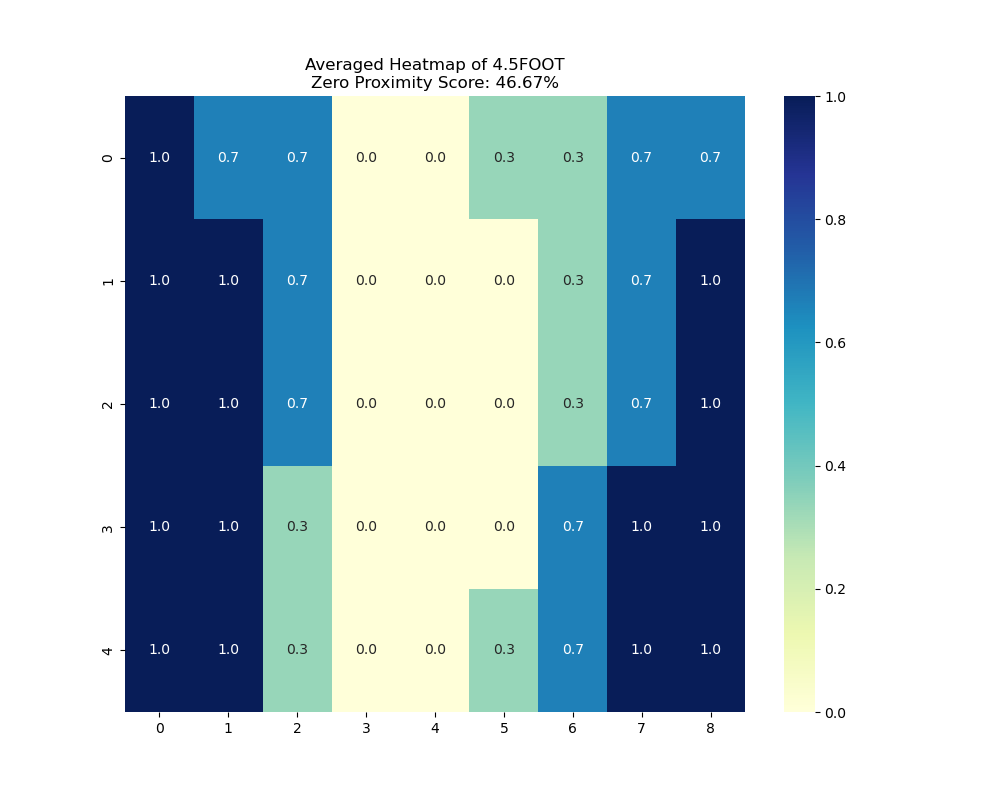 Averaged Heatmap of 4.5FOOT
Zero Proximity Score: 46.67%
0 1.0 0.7 0.7 0.0 0.0 0.3 0.3 0.7 0.7
1 1.0 1.0 0.7 0.0 0.0 0.0 0.3 0.7 1.0
2 1.0 1.0 0.7 0.0 0.0 0.0 0.3 0.7 1.0
3 1.0 1.0 0.3 0.0 0.0 0.0 0.7 1.0 1.0
4 1.0 1.0 0.3 0.0 0.0 0.3 0.7 1.0 1.0
0 1 2 3 4 5 6 7 8
1.0
0.8
0.6
0.4
0.2
0.0